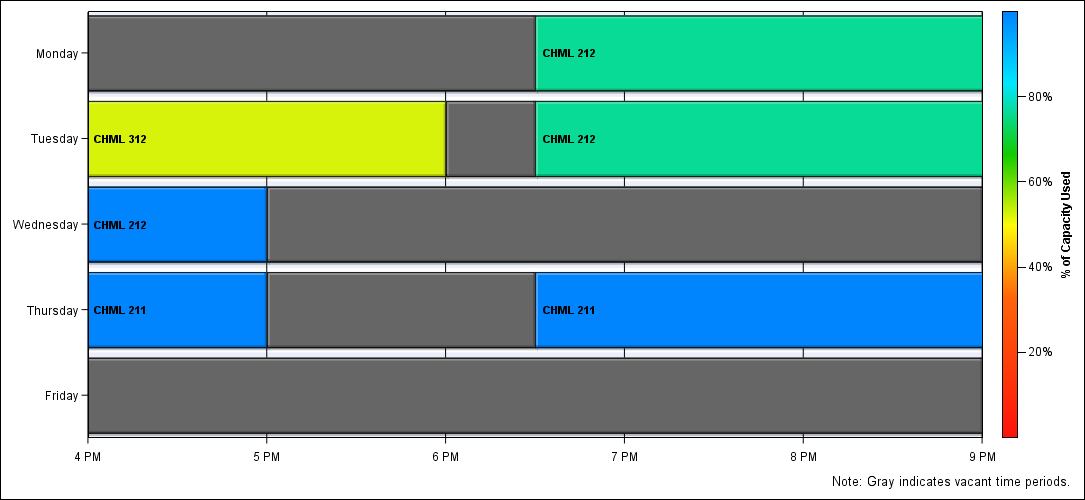 Monday
CHML 212
Tuesday
CHML 312
CHML 212
Wednesday
CHML 212
Thursday
CHML 211
CHML 211
Friday
4 PM
5 PM
6 PM
7 PM
8 PM
9 PM
80%
60%
40%
20%
% of Capacity Used
Note: Gray indicates vacant time periods.